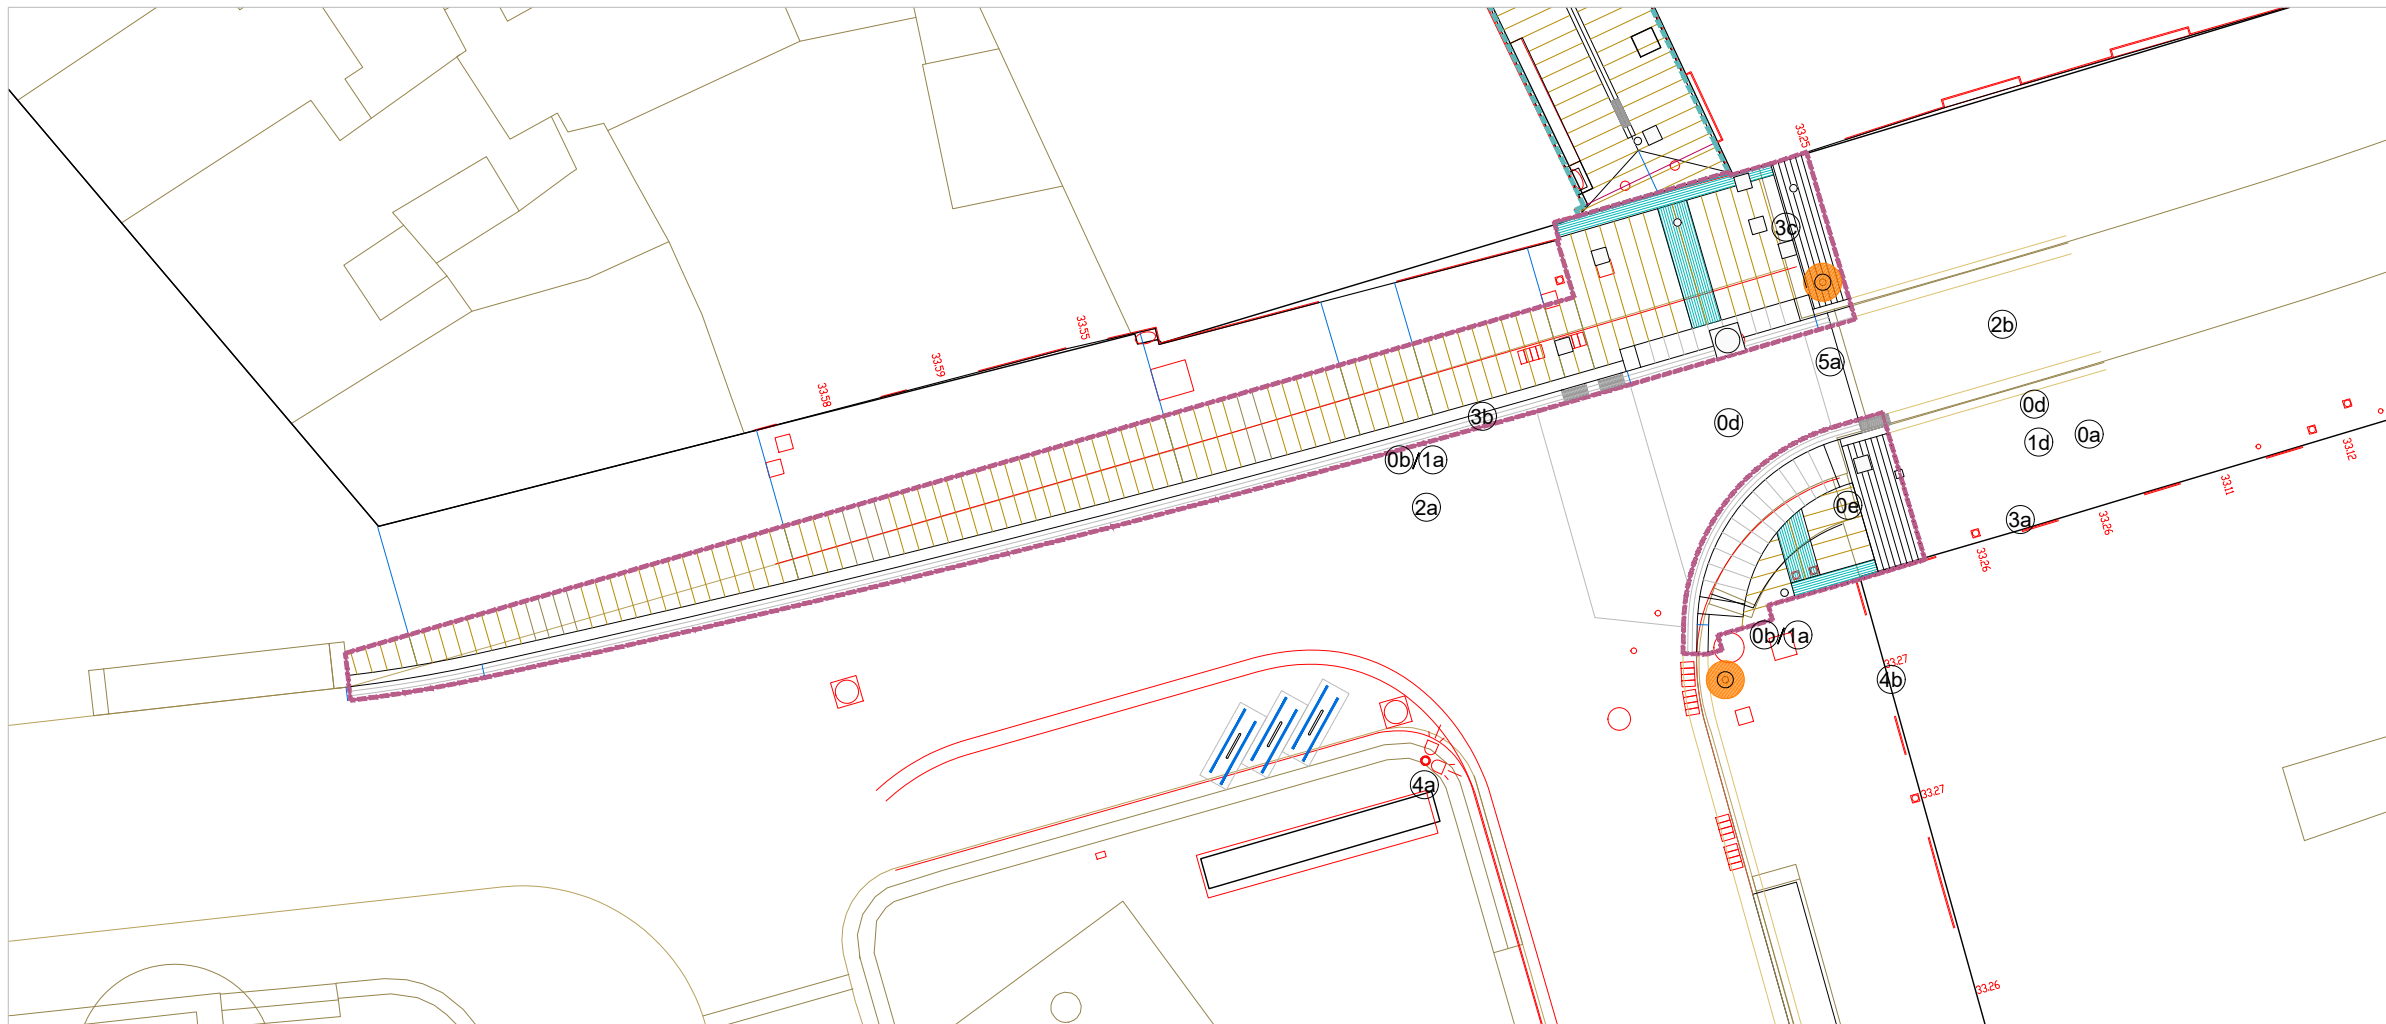 33.25
3c
2b
33.55
33.59
5a
33.58
0d
0d
3b
0a
1d
33.12
0b/1a
33.11
2a
0e
3a
33.26
33.26
0b/1a
33.27
4b
4a
33.27
33.26